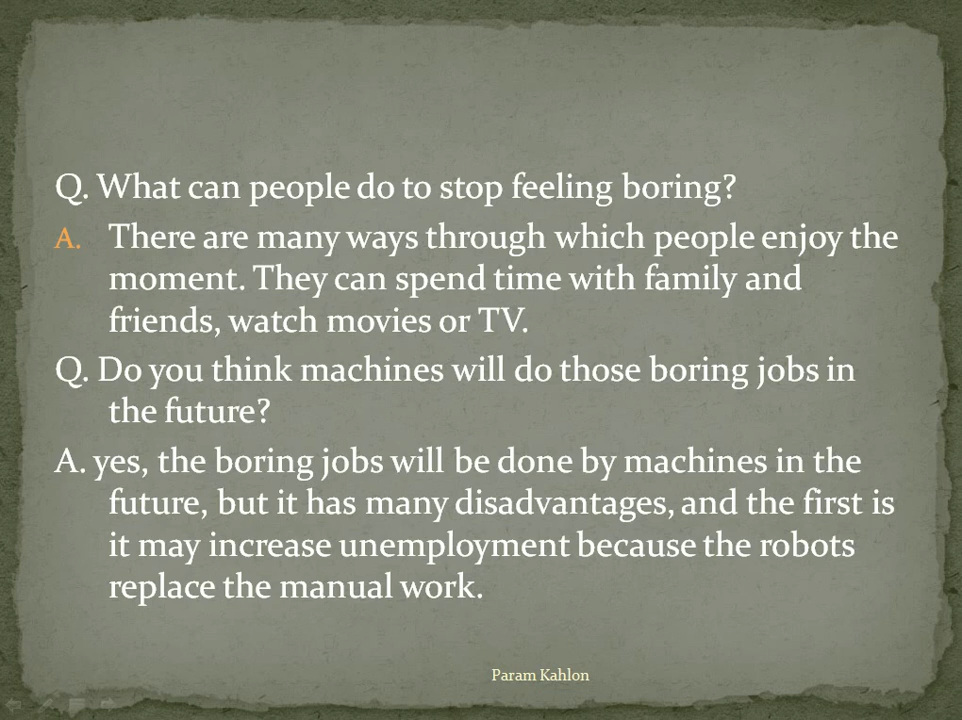 Q. What can people do to stop feeling boring?
A. There are many ways through which people enjoy the
moment. They can spend time with family and
friends, watch movies or TV.
Q. Do you think machines will do those boring jobs in
the future?
A. yes, the boring jobs will be done by machines in the
future, but it has many disadvantages, and the first is
it may increase unemployment because the robots
replace the manual work.
Param Kahlon